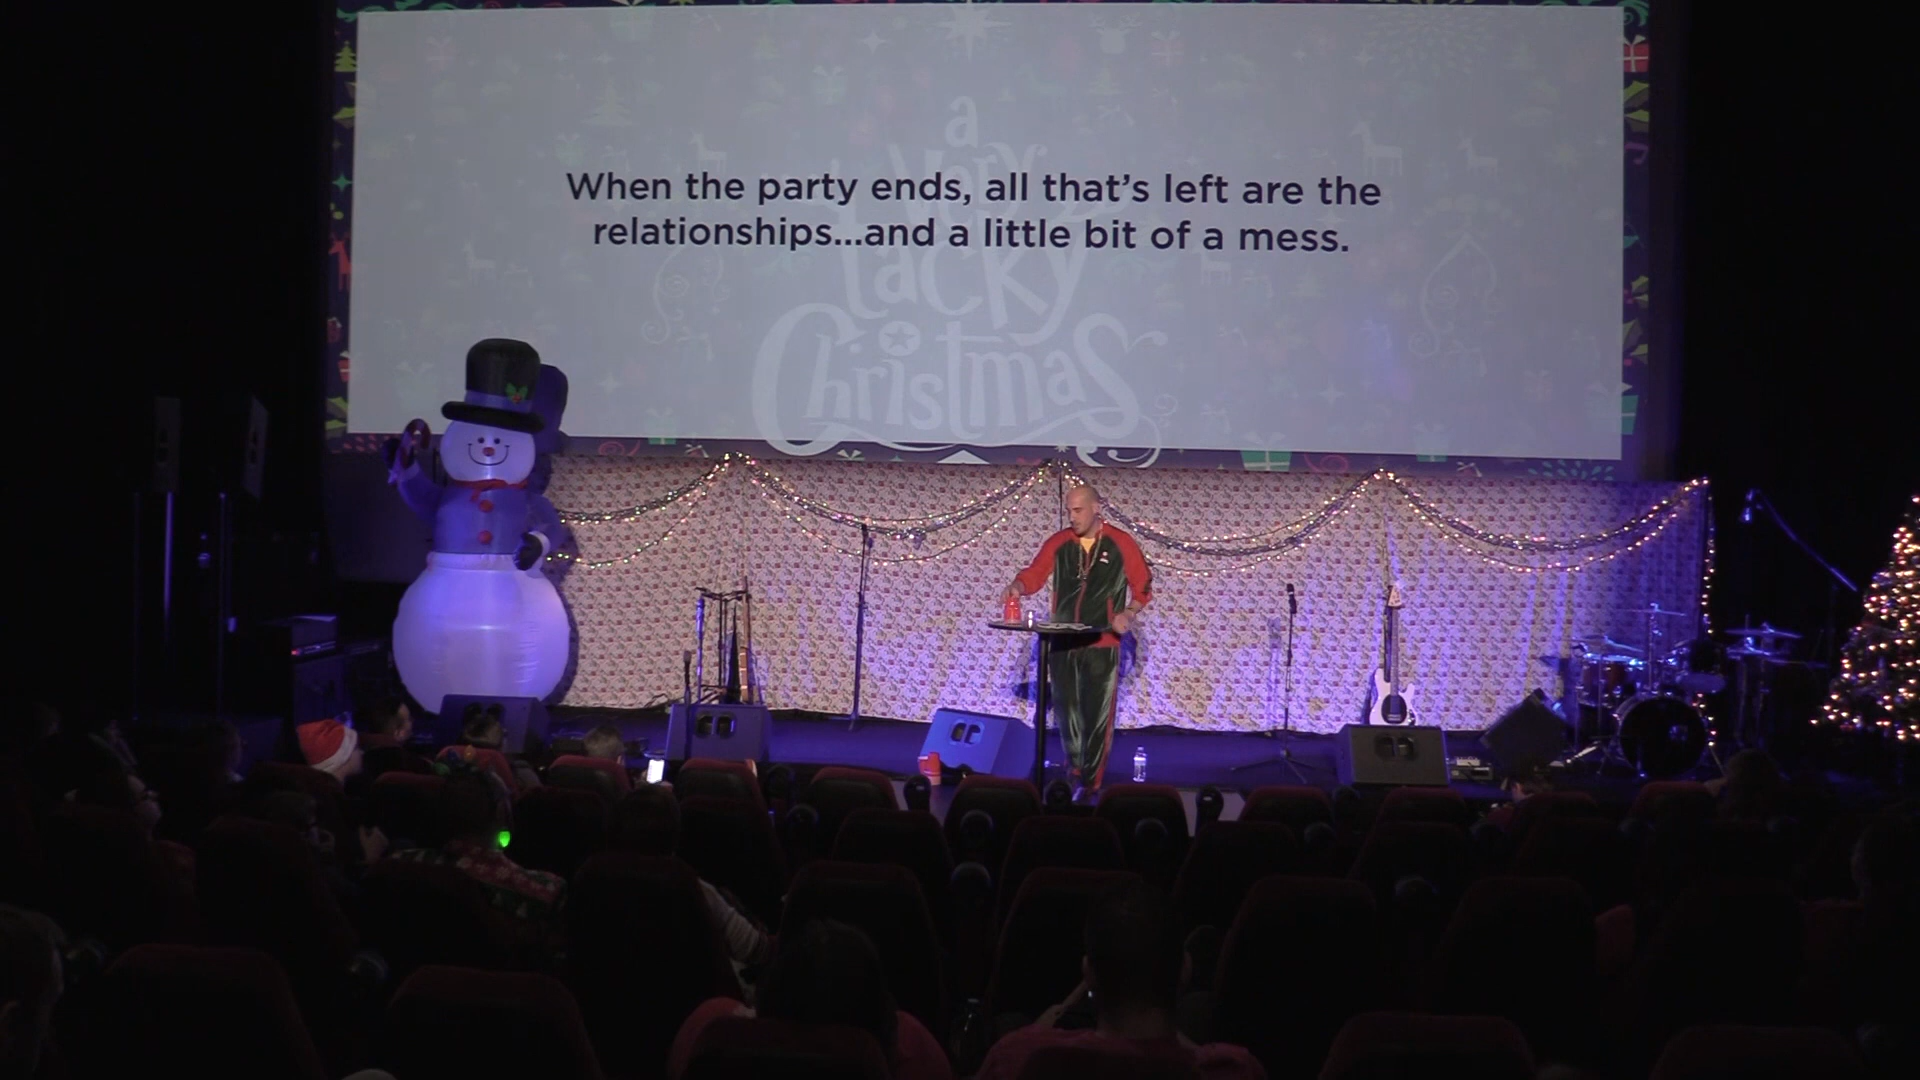 When the party ends, all that's left are the
relationships...and a little bit of a mess.
a
Very
Tacky
Christmas